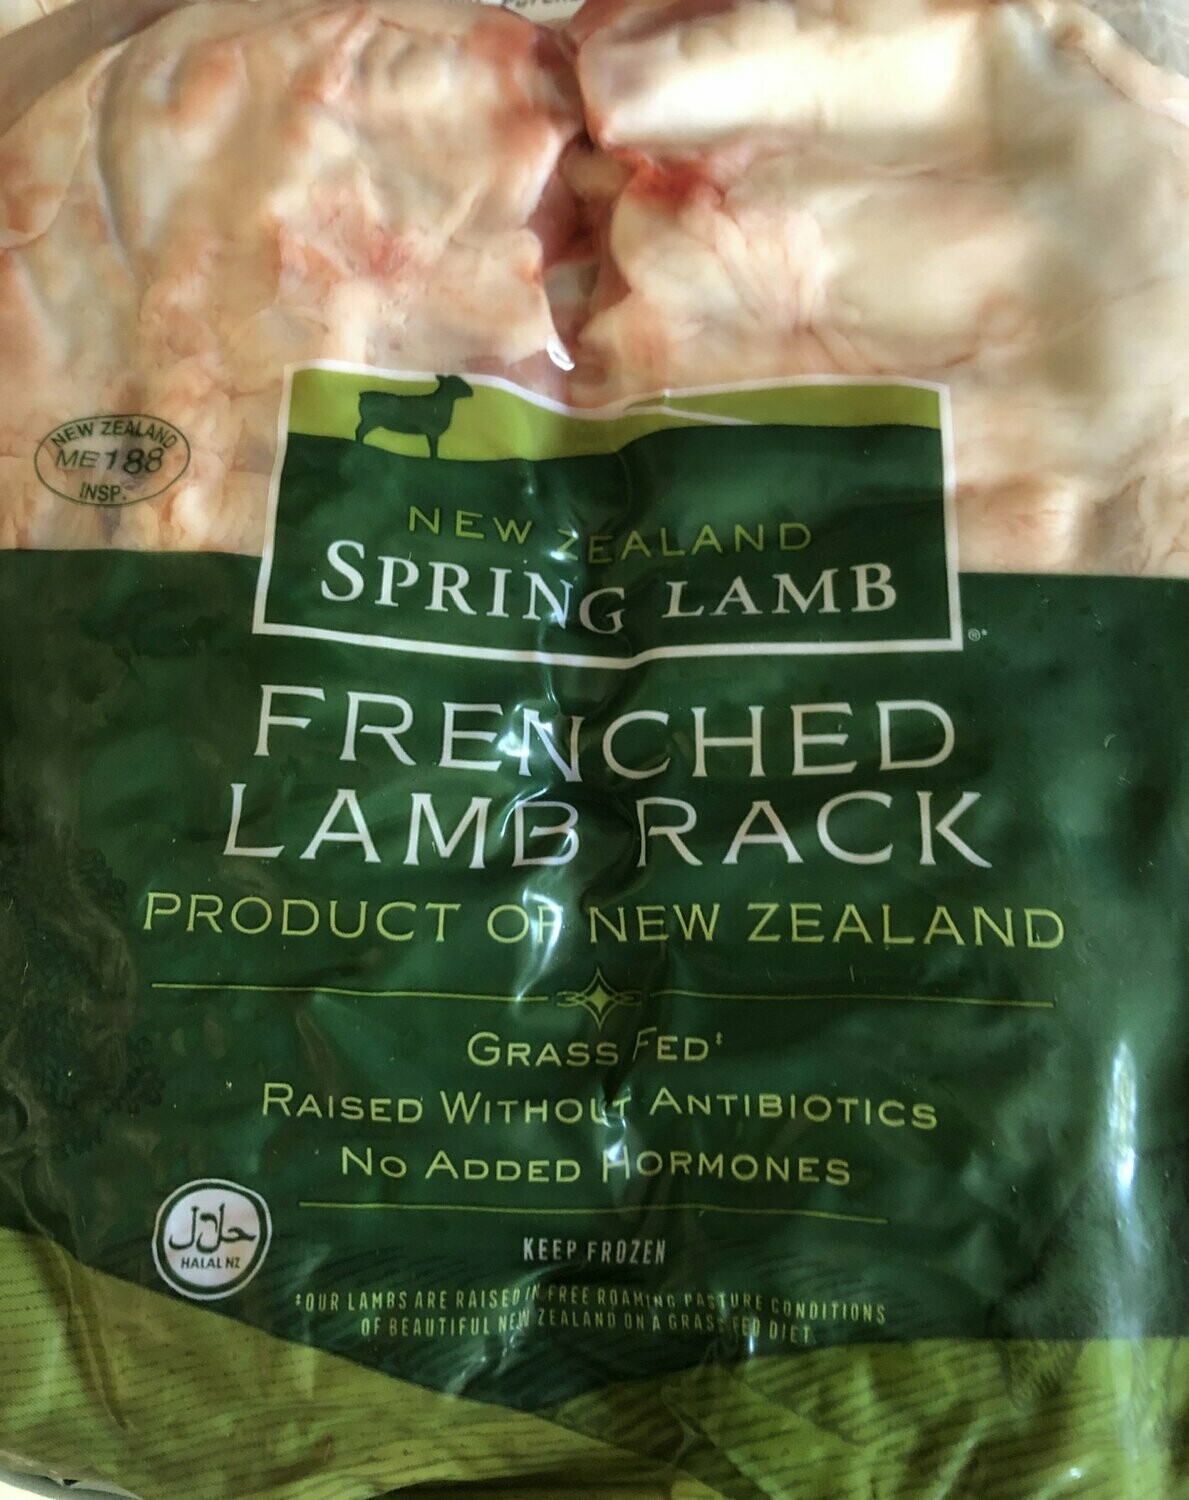 NEW ZEALAND
ME188
INSP.
NEW ZEALAND
SPRING LAMB
®*
FRENCHED
LAMB RACK
PRODUCT OF NEW ZEALAND
GRASS FED‡
RAISED WITHOUT ANTIBIOTICS
NO ADDED HORMONES
حلال
HALAL NZ
KEEP FROZEN
‡OUR LAMBS ARE RAISED IN FREE ROAMING PASTURE CONDITIONS
OF BEAUTIFUL NEW ZEALAND ON A GRASS FED DIET.